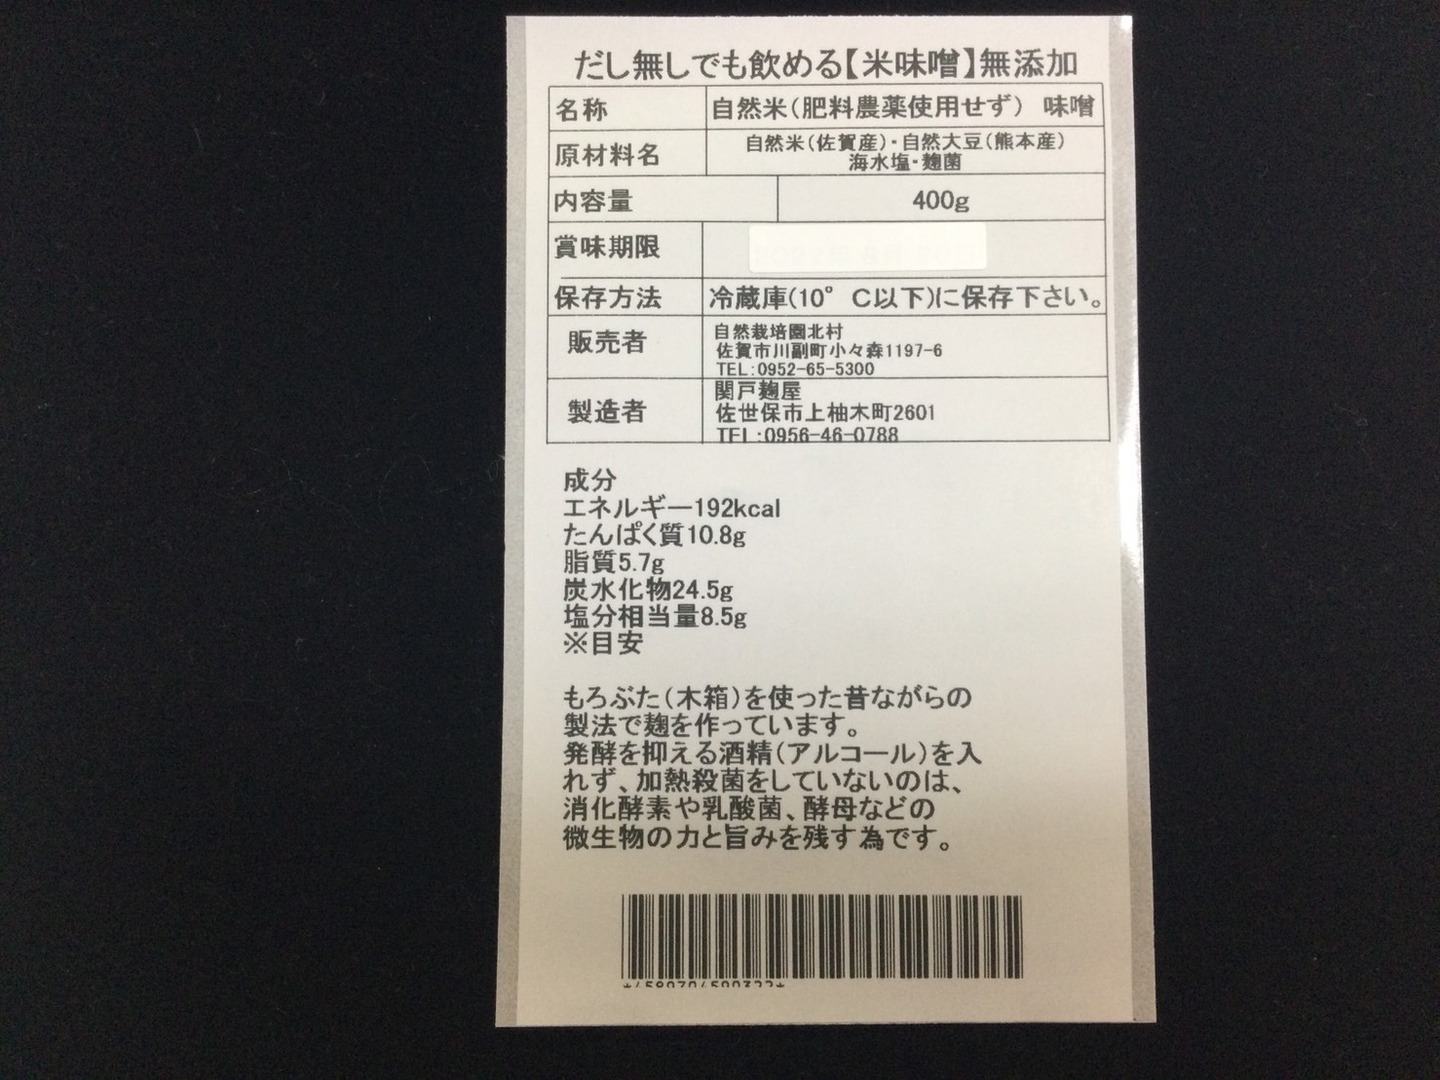 だし無しでも飲める【米味噌】無添加
名称 自然米（肥料農薬使用せず） 味噌
原材料名 自然米（佐賀産）・自然大豆（熊本産）
海水塩・麹菌
内容量 400g
賞味期限
保存方法 冷蔵庫(10°C以下)に保存下さい。
販売者 自然栽培園北村
佐賀市川副町小々森1197-6
TEL:0952-65-5300
製造者 関戸麹屋
佐世保市上柚木町2601
TEL:0956-46-0788
成分
エネルギー192kcal
たんぱく質10.8g
脂質5.7g
炭水化物24.5g
塩分相当量8.5g
※目安
もろぶた（木箱）を使った昔ながらの
製法で麹を作っています。
発酵を抑える酒精（アルコール）を入
れず、加熱殺菌をしていないのは、
消化酵素や乳酸菌、酵母などの
微生物の力と旨みを残す為です。